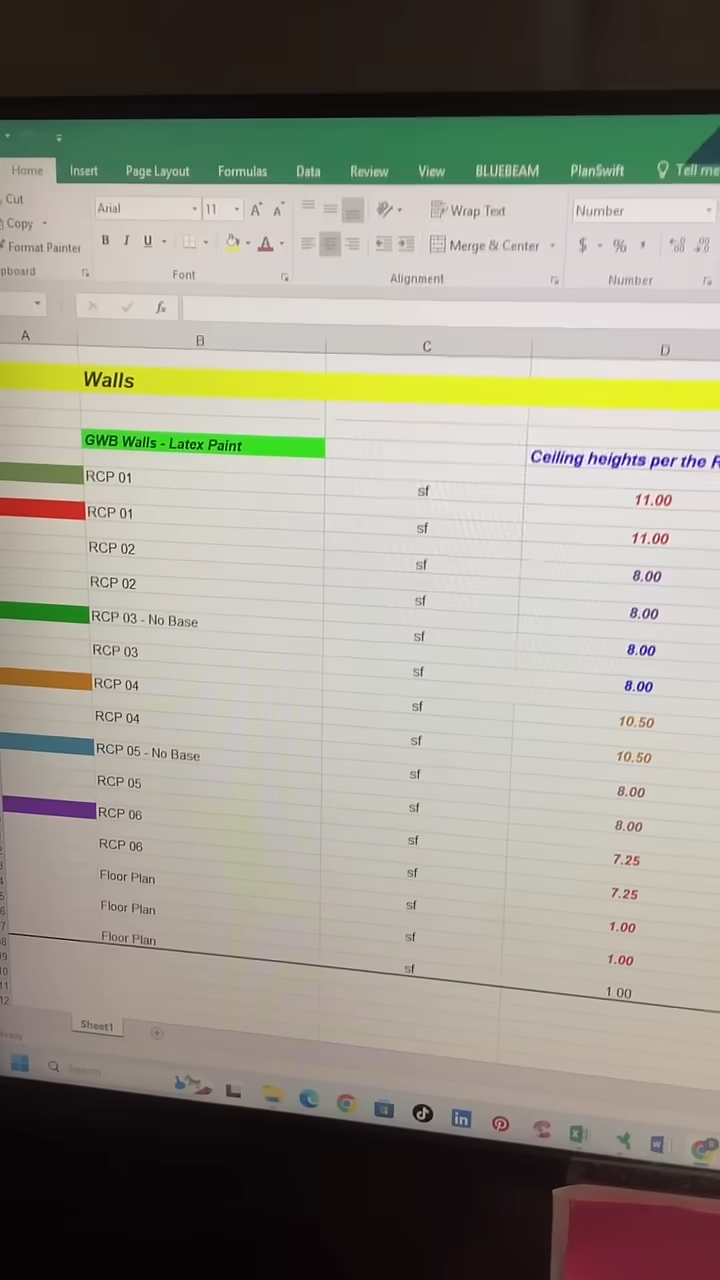 Home Insert Page Layout Formulas Data Review View BLUEBEAM PlanSwift Tell me
Cut
Arial 11 A A Wrap Text Number
Copy
Format Painter B I U A Merge & Center $ %
pboard Font Alignment Number
fx
A B C D
Walls
GWB Walls - Latex Paint
Ceiling heights per the R
RCP 01 sf 11.00
RCP 01 sf 11.00
RCP 02 sf 8.00
RCP 02 sf 8.00
RCP 03 - No Base sf 8.00
RCP 03 sf 8.00
RCP 04 sf 10.50
RCP 04 sf 10.50
RCP 05 - No Base sf 8.00
RCP 05 sf 8.00
RCP 06 sf 7.25
RCP 06 sf 7.25
Floor Plan sf 1.00
Floor Plan sf 1.00
Floor Plan sf 1.00
Sheet1
Search
in